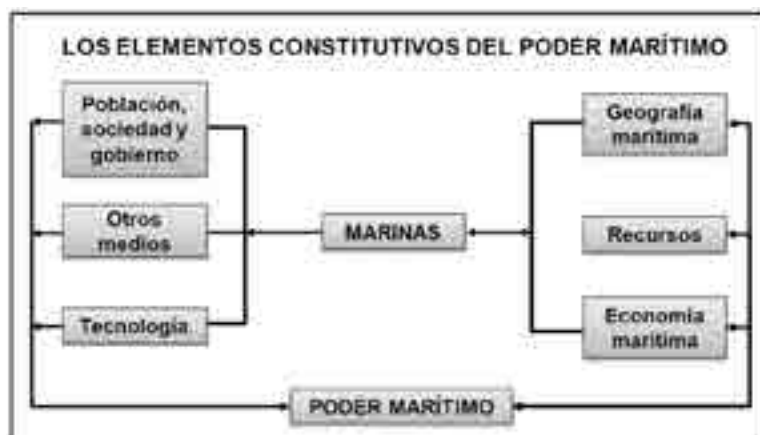 LOS ELEMENTOS CONSTITUTIVOS DEL PODER MARÍTIMO
Población,
sociedad y
gobierno
Otros
medios
Tecnología
MARINAS
Geografía
marítima
Recursos
Economía
marítima
PODER MARÍTIMO